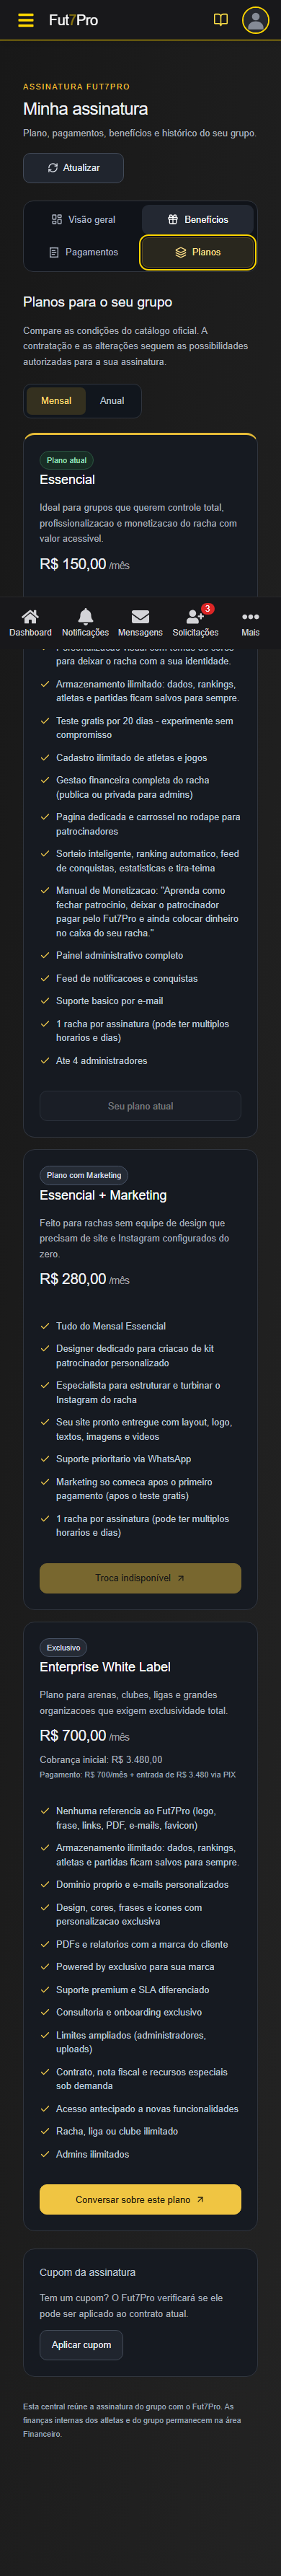 Fut7Pro
ASSINATURA FUT7PRO
Minha assinatura
Plano, pagamentos, benefícios e histórico do seu grupo.
Atualizar
Visão geral
Benefícios
Pagamentos
Planos
Planos para o seu grupo
Compare as condições do catálogo oficial. A
contratação e as alterações seguem as possibilidades
autorizadas para a sua assinatura.
Mensal
Anual
Plano atual
Essencial
Ideal para grupos que querem controle total,
profissionalizacao e monetizacao do racha com
valor acessivel.
R$ 150,00 /mês
3
Dashboard
Notificações
Mensagens
Solicitações
Mais
para deixar o racha com a sua identidade.
Armazenamento ilimitado: dados, rankings,
atletas e partidas ficam salvos para sempre.
Teste gratis por 20 dias - experimente sem
compromisso
Cadastro ilimitado de atletas e jogos
Gestao financeira completa do racha
(publica ou privada para admins)
Pagina dedicada e carrossel no rodape para
patrocinadores
Sorteio inteligente, ranking automatico, feed
de conquistas, estatisticas e tira-teima
Manual de Monetizacao: "Aprenda como
fechar patrocinio, deixar o patrocinador
pagar pelo Fut7Pro e ainda colocar dinheiro
no caixa do seu racha."
Painel administrativo completo
Feed de notificacoes e conquistas
Suporte basico por e-mail
1 racha por assinatura (pode ter multiplos
horarios e dias)
Ate 4 administradores
Seu plano atual
Plano com Marketing
Essencial + Marketing
Feito para rachas sem equipe de design que
precisam de site e Instagram configurados do
zero.
R$ 280,00 /mês
Tudo do Mensal Essencial
Designer dedicado para criacao de kit
patrocinador personalizado
Especialista para estruturar e turbinar o
Instagram do racha
Seu site pronto entregue com layout, logo,
textos, imagens e videos
Suporte prioritario via WhatsApp
Marketing so comeca apos o primeiro
pagamento (apos o teste gratis)
1 racha por assinatura (pode ter multiplos
horarios e dias)
Troca indisponível
Exclusivo
Enterprise White Label
Plano para arenas, clubes, ligas e grandes
organizacoes que exigem exclusividade total.
R$ 700,00 /mês
Cobrança inicial: R$ 3.480,00
Pagamento: R$ 700/mês + entrada de R$ 3.480 via PIX
Nenhuma referencia ao Fut7Pro (logo,
frase, links, PDF, e-mails, favicon)
Armazenamento ilimitado: dados, rankings,
atletas e partidas ficam salvos para sempre.
Dominio proprio e e-mails personalizados
Design, cores, frases e icones com
personalizacao exclusiva
PDFs e relatorios com a marca do cliente
Powered by exclusivo para sua marca
Suporte premium e SLA diferenciado
Consultoria e onboarding exclusivo
Limites ampliados (administradores,
uploads)
Contrato, nota fiscal e recursos especiais
sob demanda
Acesso antecipado a novas funcionalidades
Racha, liga ou clube ilimitado
Admins ilimitados
Conversar sobre este plano
Cupom da assinatura
Tem um cupom? O Fut7Pro verificará se ele
pode ser aplicado ao contrato atual.
Aplicar cupom
Esta central reúne a assinatura do grupo com o Fut7Pro. As
finanças internas dos atletas e do grupo permanecem na área
Financeiro.